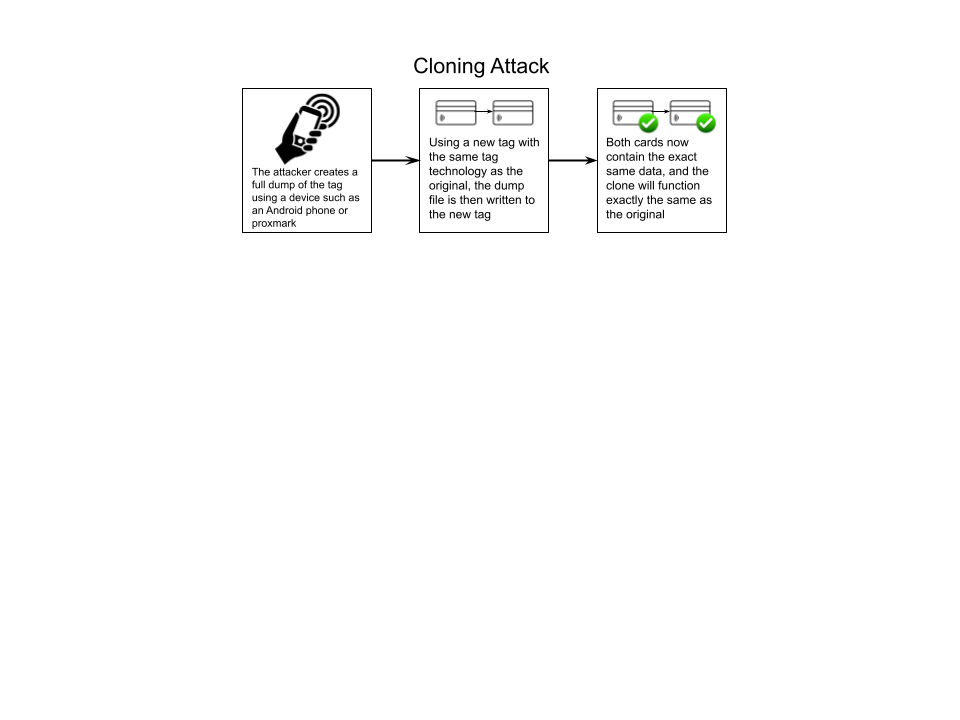 Cloning Attack
The attacker creates a
full dump of the tag
using a device such as
an Android phone or
proxmark
Using a new tag with
the same tag
technology as the
original, the dump
file is then written to
the new tag
Both cards now
contain the exact
same data, and the
clone will function
exactly the same as
the original